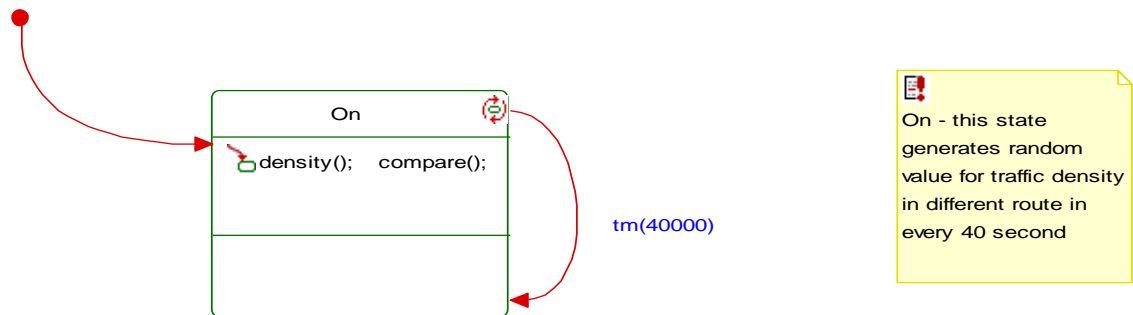 On
density();    compare();
tm(40000)
On - this state
generates random
value for traffic density
in different route in
every 40 second